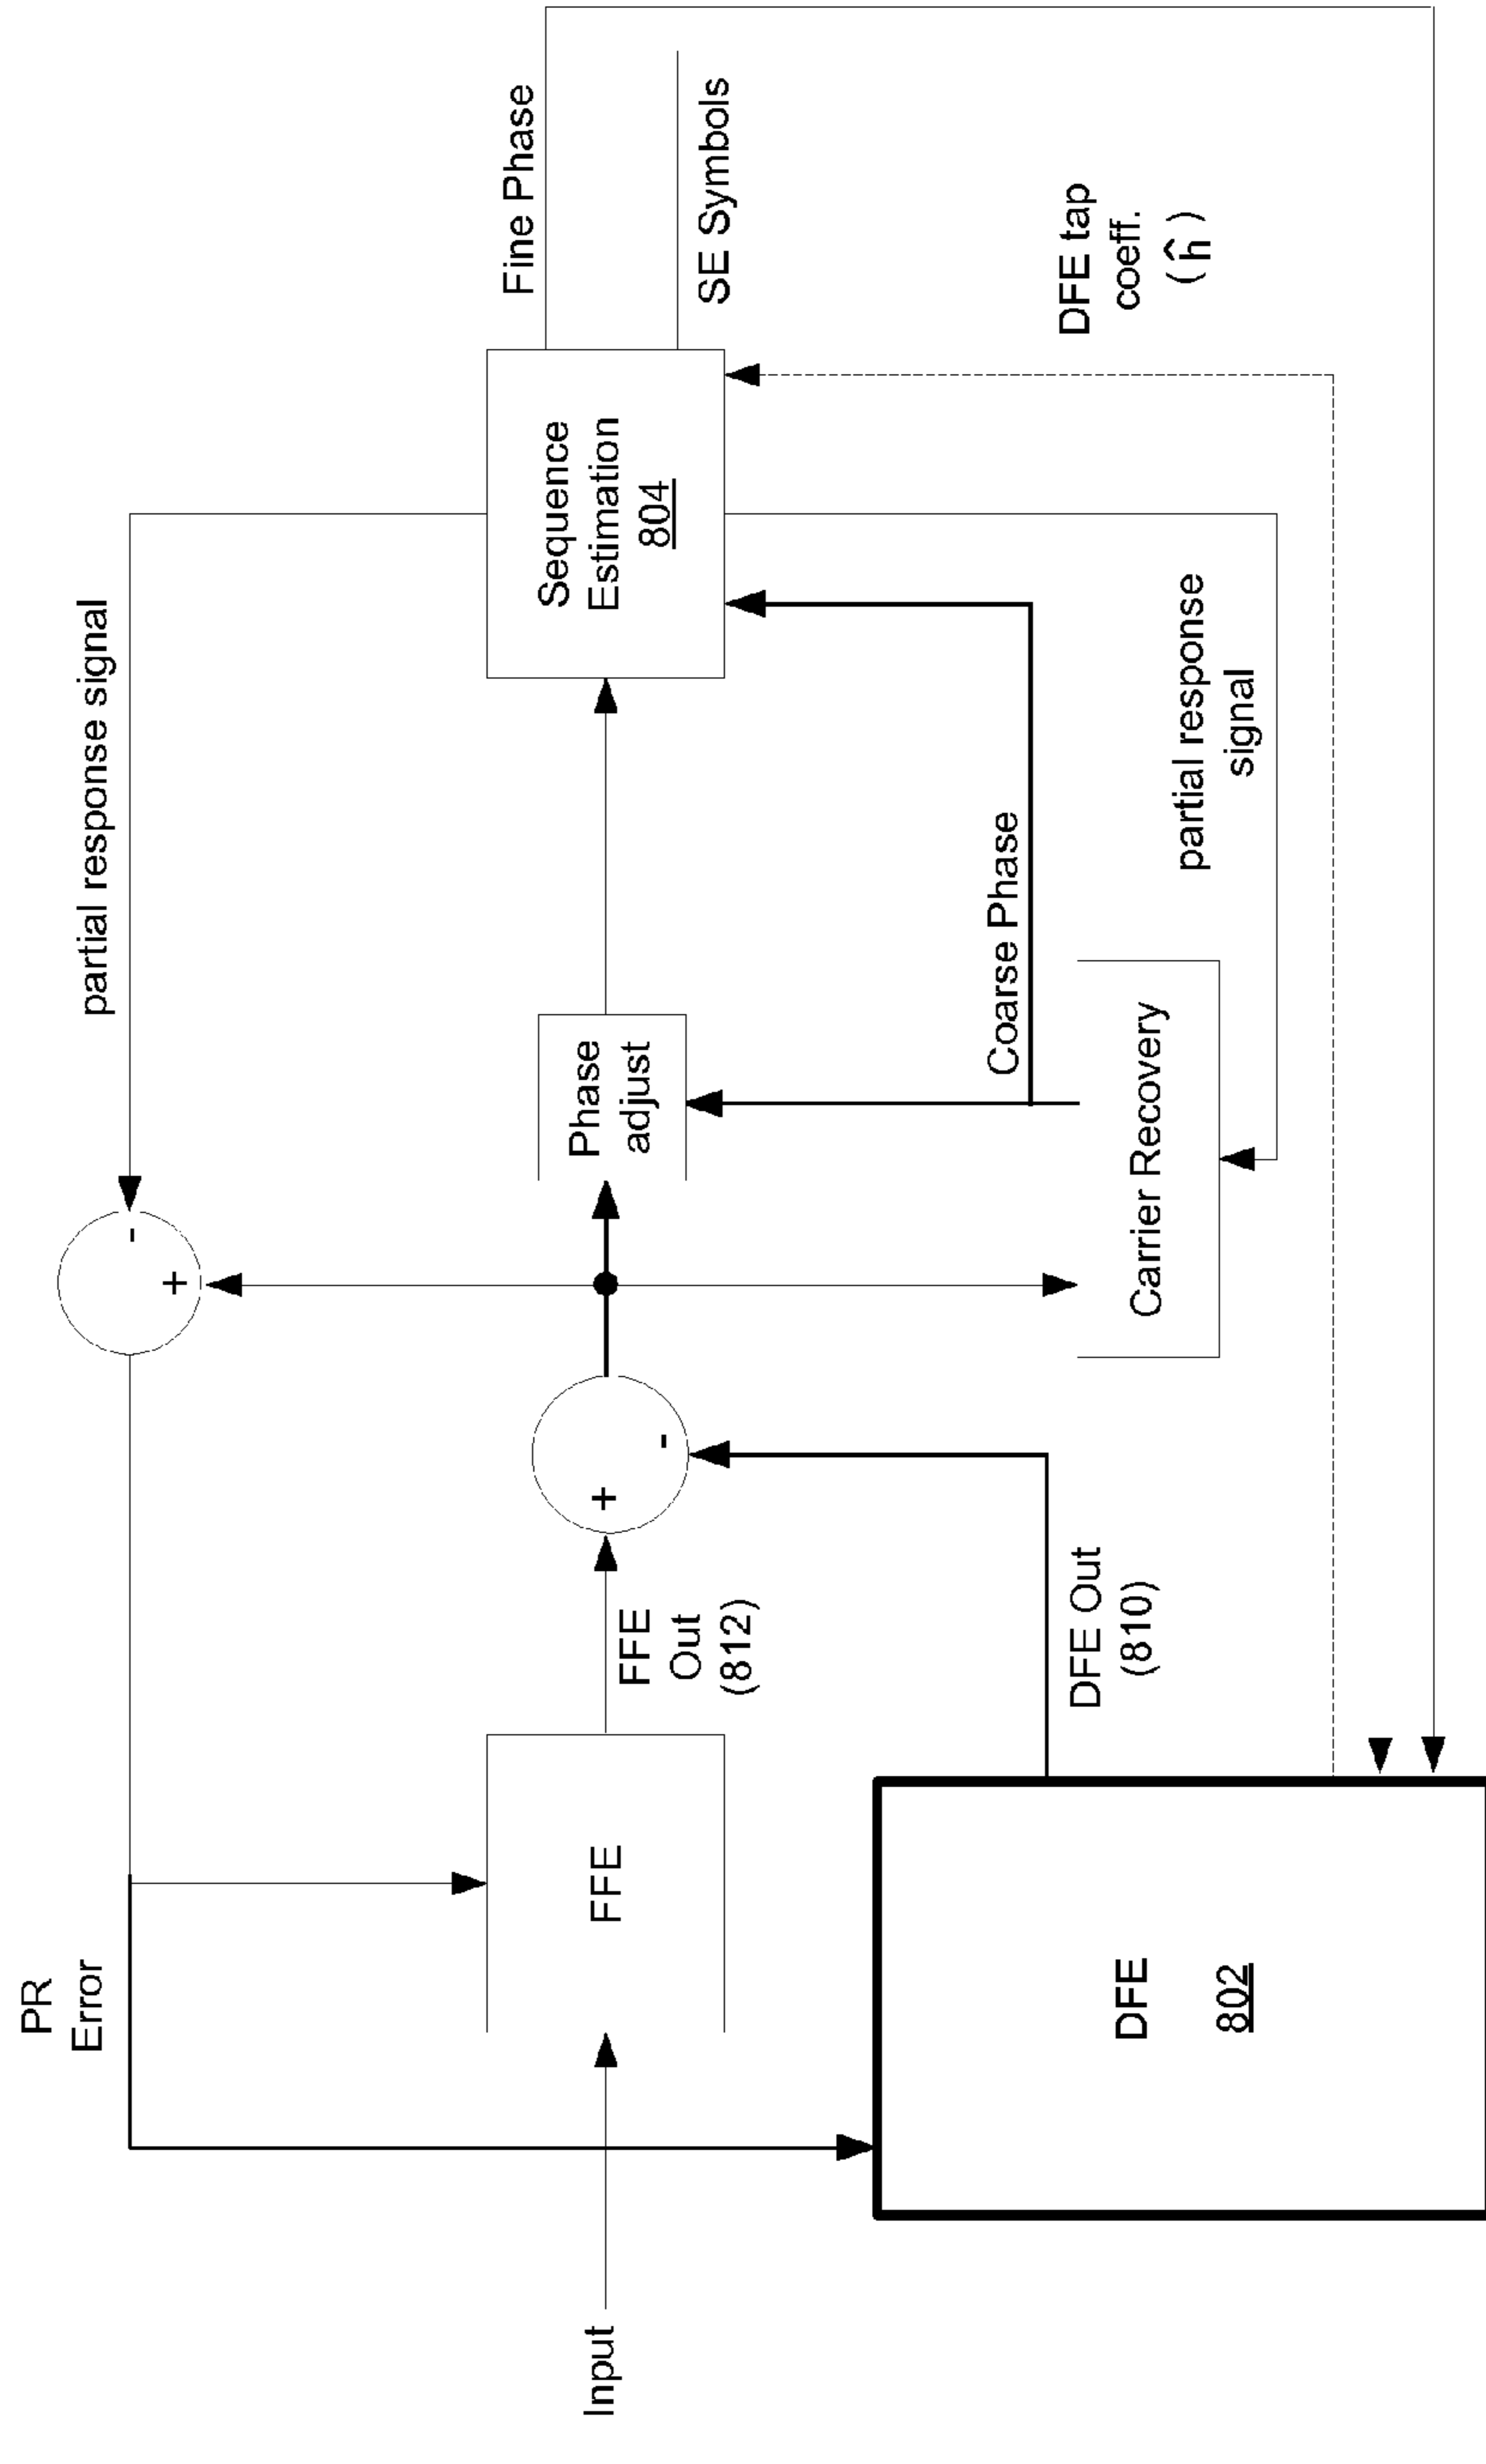 PR
Error
partial response signal
Input
FFE
FFE
Out
(812)
+
-
+
-
Phase
adjust
Sequence
Estimation
804
Fine Phase
SE Symbols
Coarse Phase
Carrier Recovery
partial response
signal
DFE tap
coeff.
(ĥ)
DFE Out
(810)
DFE
802